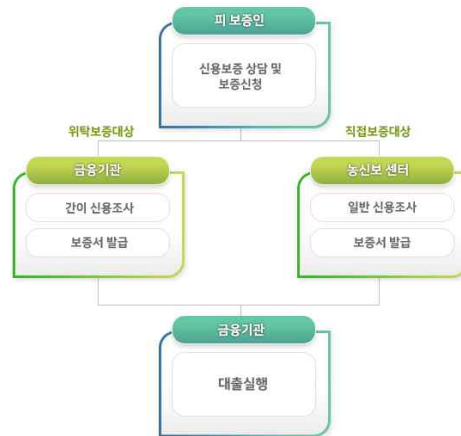 피 보증인
신용보증 상담 및
보증신청
위탁보증대상
직접보증대상
금융기관
간이 신용조사
보증서 발급
농신보 센터
일반 신용조사
보증서 발급
금융기관
대출실행